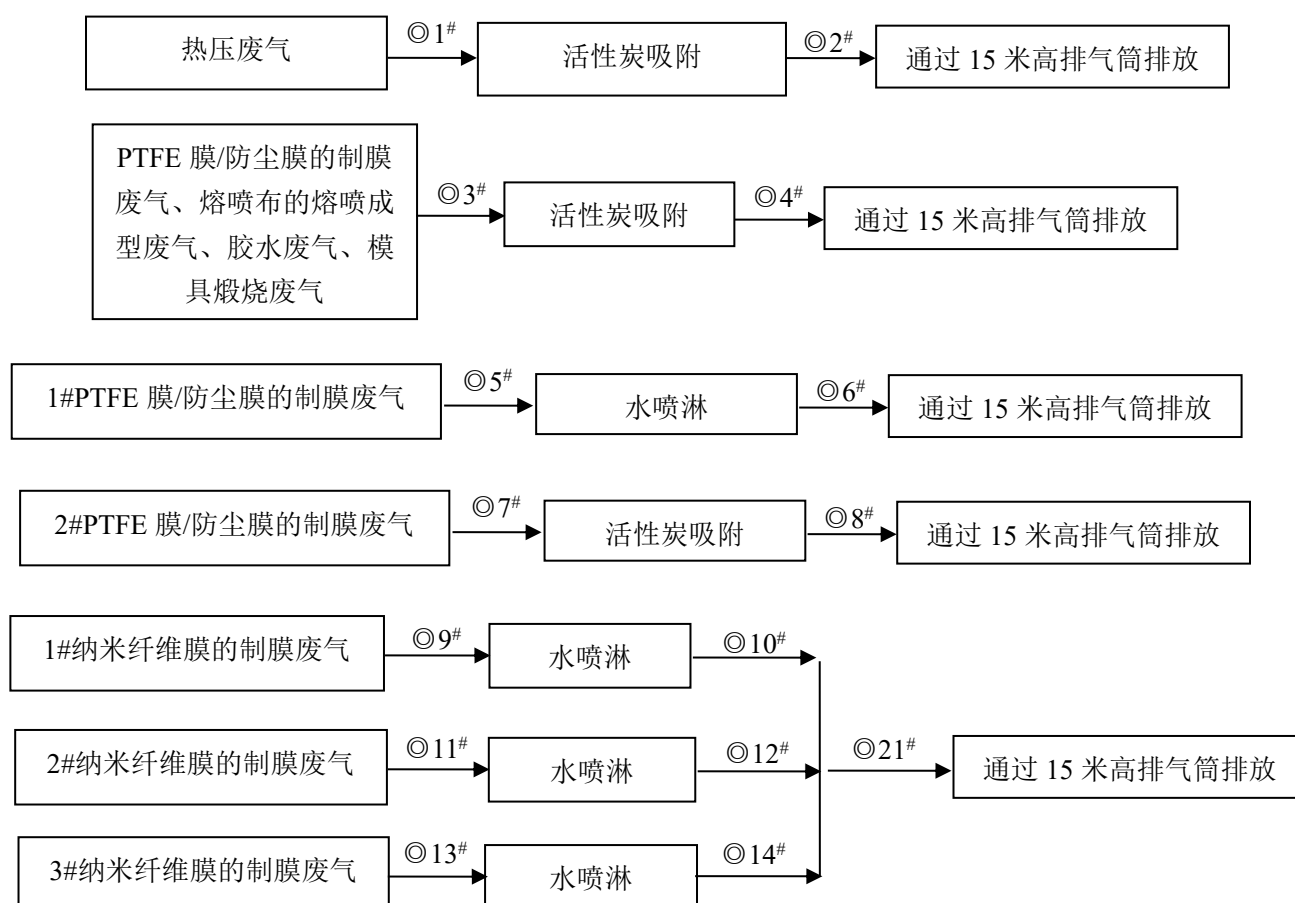 热压废气
◎1#
活性炭吸附
◎2#
通过 15 米高排气筒排放
PTFE 膜/防尘膜的制膜
废气、熔喷布的熔喷成
型废气、胶水废气、模
具煅烧废气
◎3#
活性炭吸附
◎4#
通过 15 米高排气筒排放
1#PTFE 膜/防尘膜的制膜废气
◎5#
水喷淋
◎6#
通过 15 米高排气筒排放
2#PTFE 膜/防尘膜的制膜废气
◎7#
活性炭吸附
◎8#
通过 15 米高排气筒排放
1#纳米纤维膜的制膜废气
◎9#
水喷淋
◎10#
2#纳米纤维膜的制膜废气
◎11#
水喷淋
◎12#
◎21#
通过 15 米高排气筒排放
3#纳米纤维膜的制膜废气
◎13#
水喷淋
◎14#